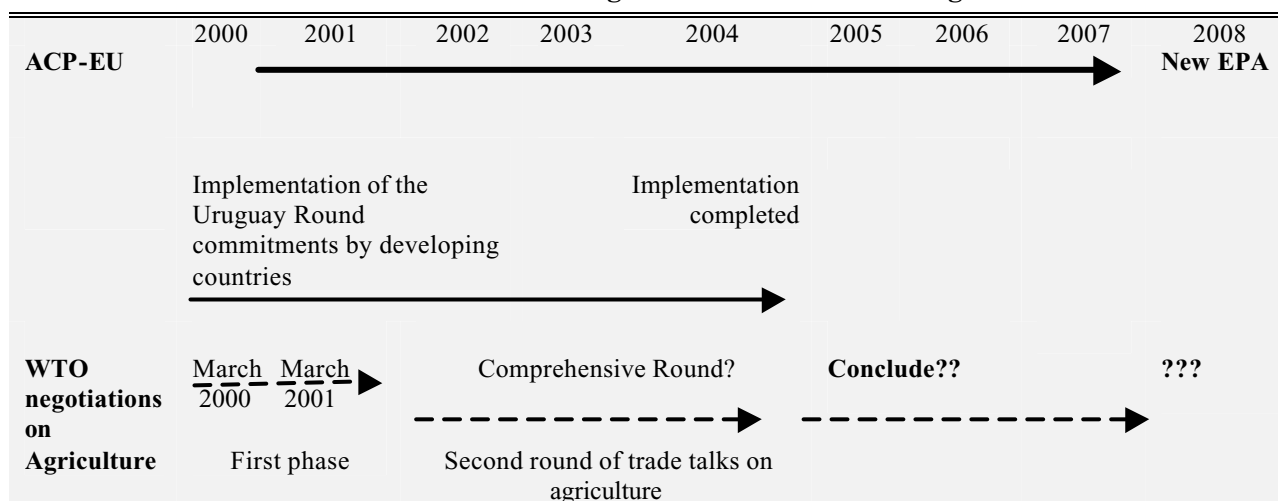 2000 2001 2002 2003 2004 2005 2006 2007 2008
ACP-EU New EPA
Implementation of the
Uruguay Round
commitments by developing
countries
Implementation
completed
WTO
negotiations
on
Agriculture
March March
2000 2001
First phase
Comprehensive Round?
Second round of trade talks on
agriculture
Conclude??
???